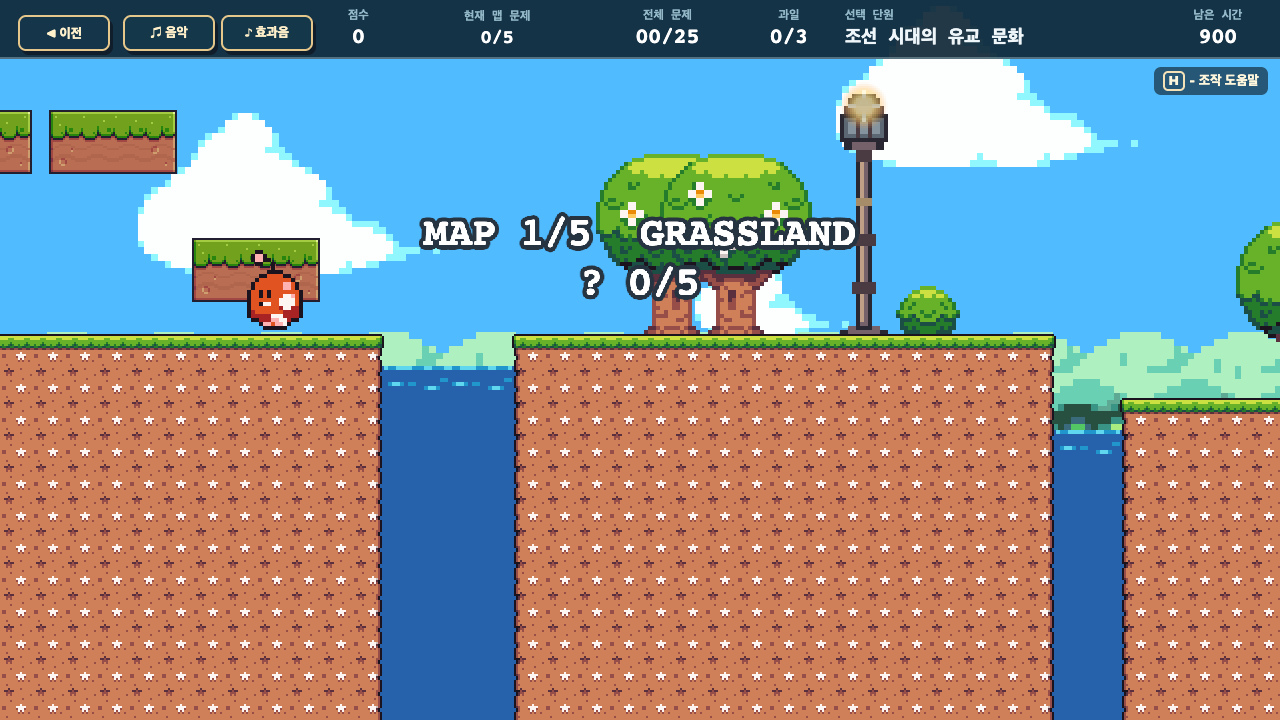 ◀ 이전
♫ 음악
♪ 효과음
점수
0
현재 맵 문제
0/5
전체 문제
00/25
과일
0/3
선택 단원
조선 시대의 유교 문화
남은 시간
900
H - 조작 도움말
MAP 1/5 GRASSLAND
? 0/5